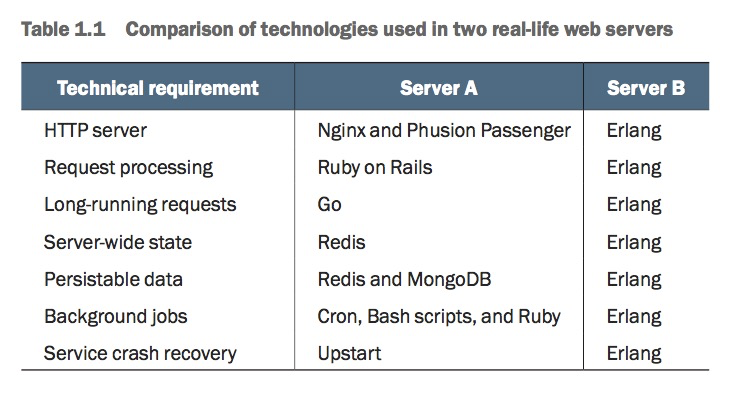 Table 1.1 Comparison of technologies used in two real-life web servers
Technical requirement Server A Server B
HTTP server Nginx and Phusion Passenger Erlang
Request processing Ruby on Rails Erlang
Long-running requests Go Erlang
Server-wide state Redis Erlang
Persistable data Redis and MongoDB Erlang
Background jobs Cron, Bash scripts, and Ruby Erlang
Service crash recovery Upstart Erlang